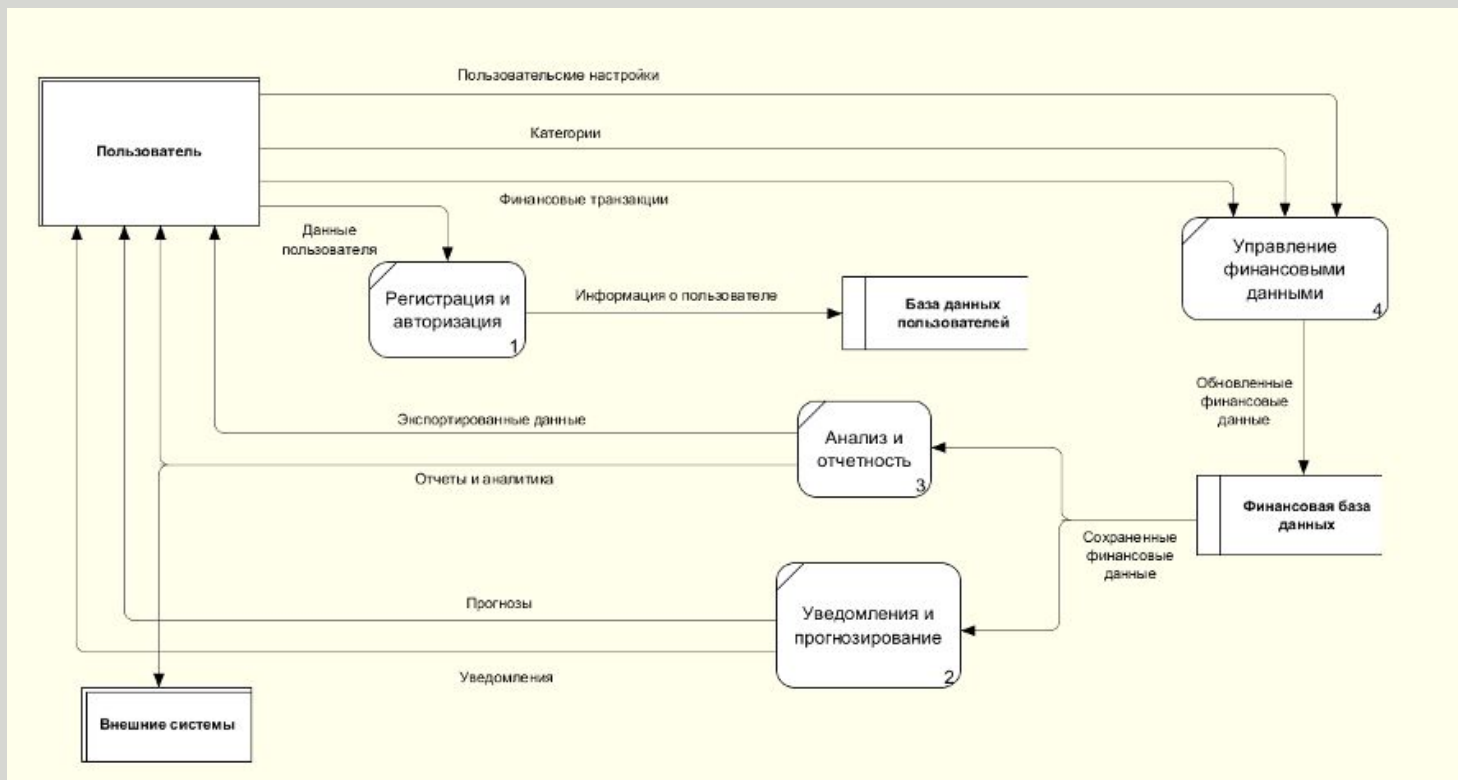 Пользовательские настройки
Пользователь
Категории
Финансовые транзакции
Данные
пользователя
Управление
финансовыми
данными
4
Регистрация и
авторизация
1
Информация о пользователе
База данных
пользователей
Обновленные
финансовые
данные
Экспортированные данные
Анализ и
отчетность
3
Отчеты и аналитика
Финансовая база
данных
Сохраненные
финансовые
данные
Прогнозы
Уведомления и
прогнозирование
2
Уведомления
Внешние системы